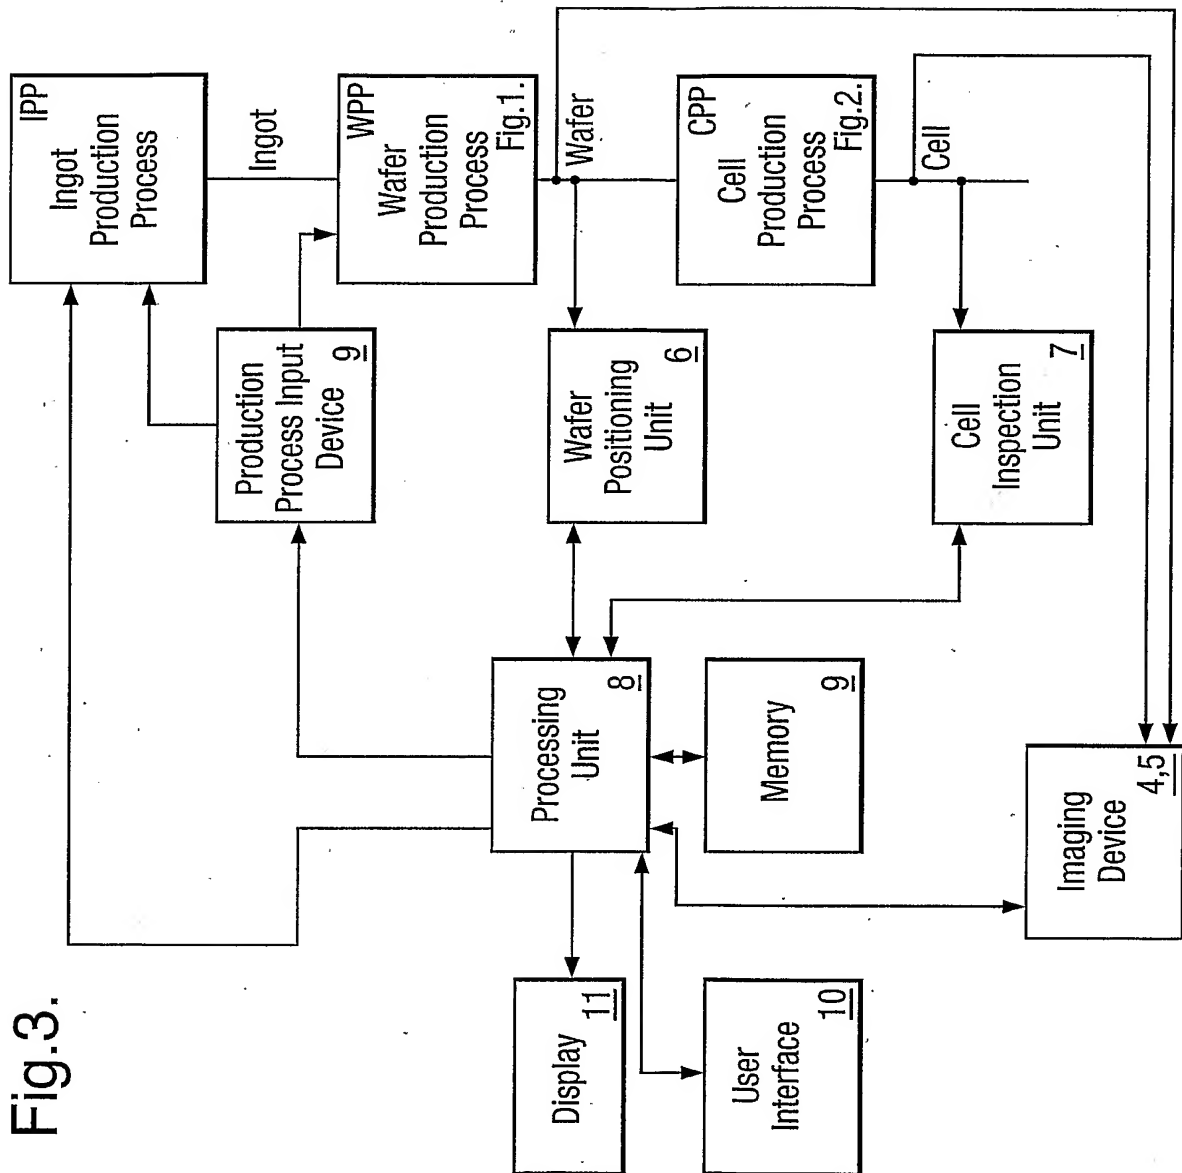 Fig.3.
IPP
Ingot
Production
Process
Production
Process Input
Device
9
Ingot
WPP
Wafer
Production
Process
Fig.1.
Display
11
Processing
Unit
8
Wafer
Positioning
Unit
6
Wafer
User
Interface
10
Memory
9
CPP
Cell
Production
Process
Fig.2.
Cell
Inspection
Unit
7
Cell
Imaging
Device
4,5